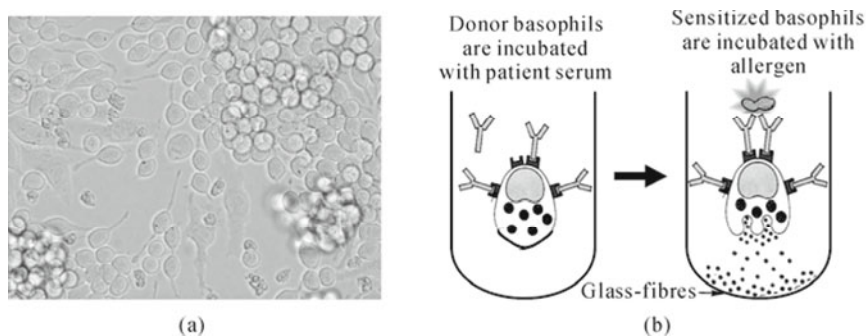 Donor basophils
are incubated
with patient serum
Sensitized basophils
are incubated with
allergen
Glass-fibres
(a)
(b)